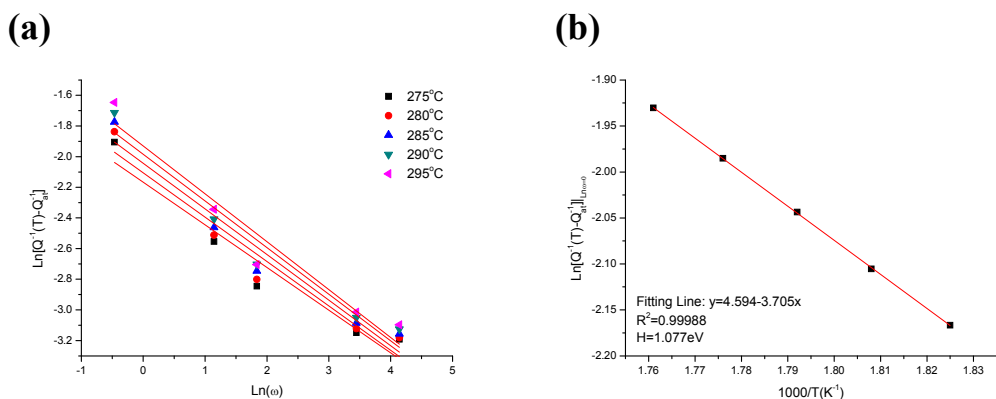 (a)
(b)
-1.6
-1.8
-2.0
-2.2
-2.4
-2.6
-2.8
-3.0
-3.2
Ln[Q⁻¹(T)-Q⁻¹ₐₜ]
275°C
280°C
285°C
290°C
295°C
-1 0 1 2 3 4 5
Ln(ω)
-1.90
-1.95
-2.00
-2.05
-2.10
-2.15
-2.20
Ln[Q⁻¹(T)-Q⁻¹ₐₜ]|Lnω=0
Fitting Line: y=4.594-3.705x
R²=0.99988
H=1.077eV
1.76 1.77 1.78 1.79 1.80 1.81 1.82 1.83
1000/T(K⁻¹)